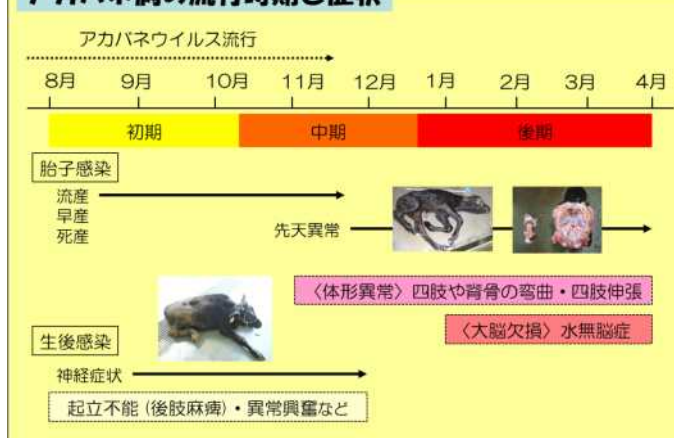 アカバネウイルス流行
8月 9月 10月 11月 12月 1月 2月 3月 4月
初期 中期 後期
胎子感染
流産
早産
死産
先天異常
〈体形異常〉四肢や脊骨の弯曲・四肢伸張
〈大脳欠損〉水無脳症
生後感染
神経症状
起立不能(後肢麻痺)・異常興奮など